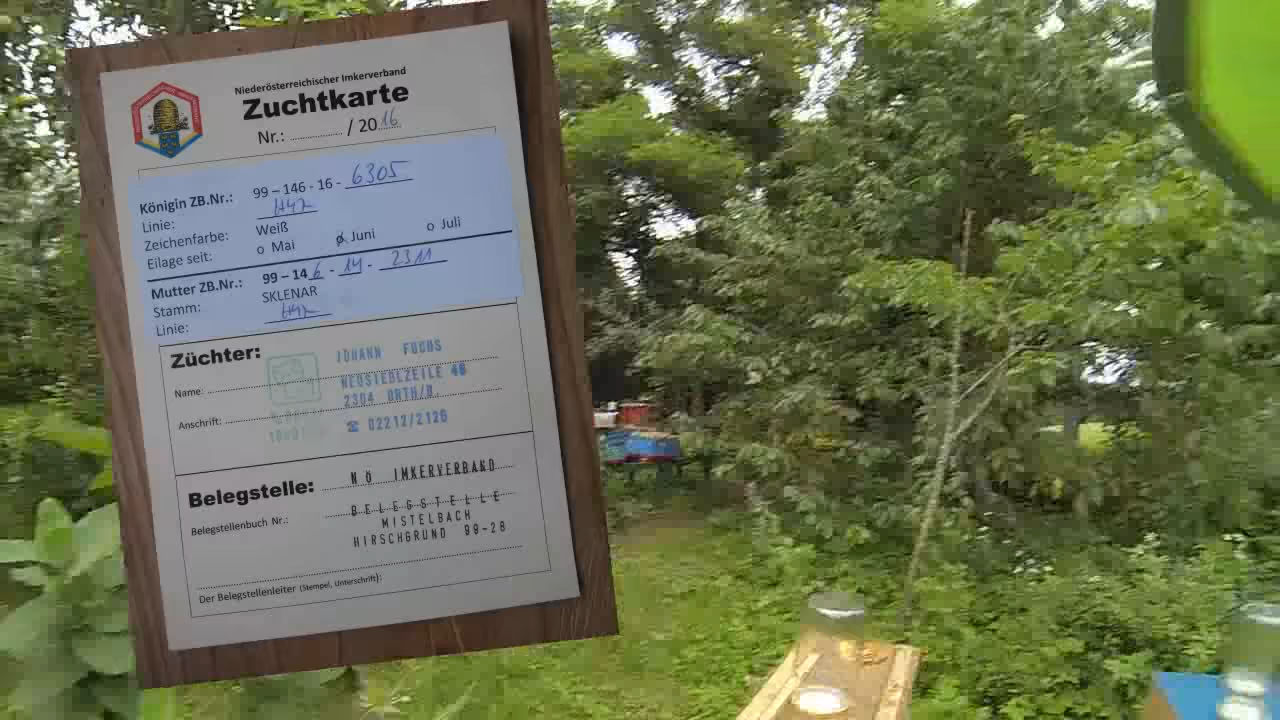 Niederösterreichischer Imkerverband
Zuchtkarte
Nr.: ............... / 2016
Königin ZB.Nr.: 99 – 146 - 16 - 6305
Linie: H47
Zeichenfarbe: Weiß
Eilage seit: o Mai o Juni o Juli
Mutter ZB.Nr.: 99 – 146 - 14 - 2311
Stamm: SKLENAR
Linie: H47
Züchter:
JOHANN FUCHS
Name:
NEUSIEDLZEILE 46
2304 ORTH/D.
Anschrift:
☎ 02212/2126
Belegstelle: NÖ IMKERVERBAND
Belegstellenbuch Nr.: BELEGSTELLE
MISTELBACH
HIRSCHGRUND 99-28
Der Belegstellenleiter (Stempel, Unterschrift):